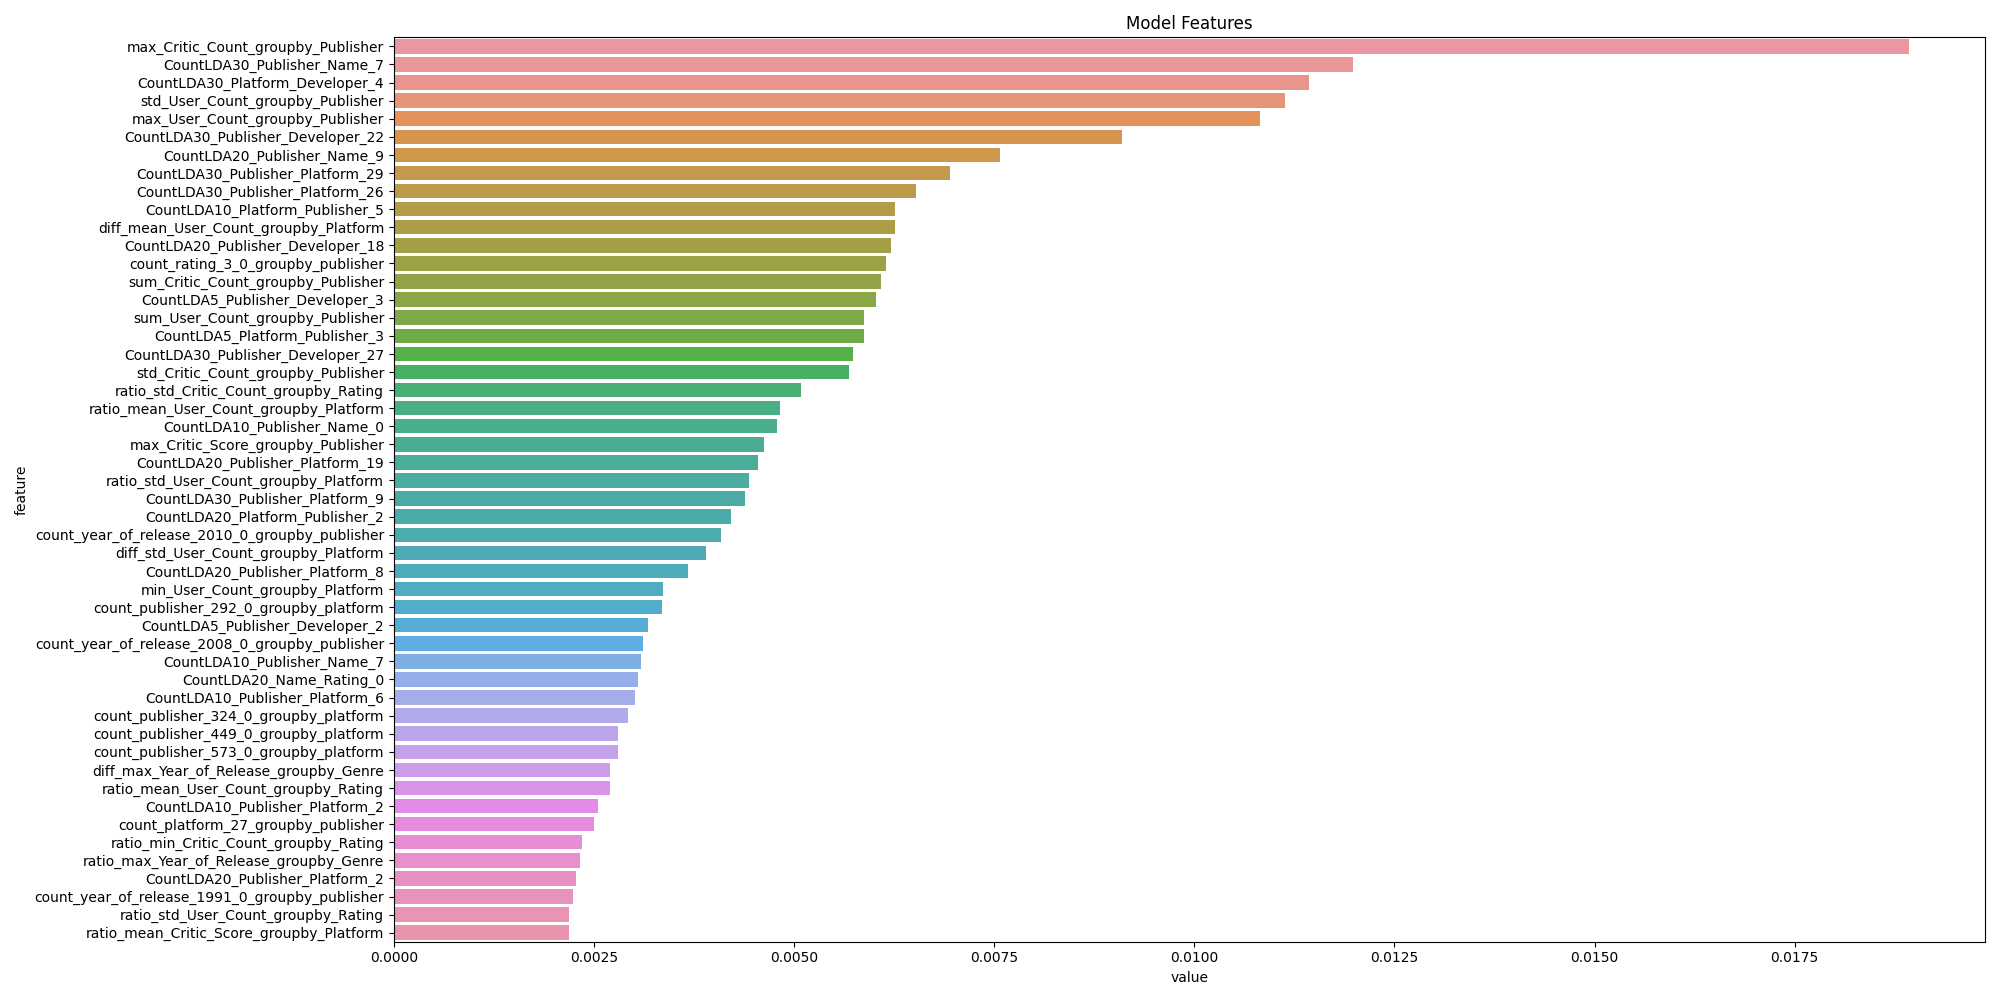 Model Features
max_Critic_Count_groupby_Publisher
CountLDA30_Publisher_Name_7
CountLDA30_Platform_Developer_4
std_User_Count_groupby_Publisher
max_User_Count_groupby_Publisher
CountLDA30_Publisher_Developer_22
CountLDA20_Publisher_Name_9
CountLDA30_Publisher_Platform_29
CountLDA30_Publisher_Platform_26
CountLDA10_Platform_Publisher_5
diff_mean_User_Count_groupby_Platform
CountLDA20_Publisher_Developer_18
count_rating_3_0_groupby_publisher
sum_Critic_Count_groupby_Publisher
CountLDA5_Publisher_Developer_3
sum_User_Count_groupby_Publisher
CountLDA5_Platform_Publisher_3
CountLDA30_Publisher_Developer_27
std_Critic_Count_groupby_Publisher
ratio_std_Critic_Count_groupby_Rating
ratio_mean_User_Count_groupby_Platform
CountLDA10_Publisher_Name_0
max_Critic_Score_groupby_Publisher
CountLDA20_Publisher_Platform_19
ratio_std_User_Count_groupby_Platform
CountLDA30_Publisher_Platform_9
CountLDA20_Platform_Publisher_2
count_year_of_release_2010_0_groupby_publisher
diff_std_User_Count_groupby_Platform
CountLDA20_Publisher_Platform_8
min_User_Count_groupby_Platform
count_publisher_292_0_groupby_platform
CountLDA5_Publisher_Developer_2
count_year_of_release_2008_0_groupby_publisher
CountLDA10_Publisher_Name_7
CountLDA20_Name_Rating_0
CountLDA10_Publisher_Platform_6
count_publisher_324_0_groupby_platform
count_publisher_449_0_groupby_platform
count_publisher_573_0_groupby_platform
diff_max_Year_of_Release_groupby_Genre
ratio_mean_User_Count_groupby_Rating
CountLDA10_Publisher_Platform_2
count_platform_27_groupby_publisher
ratio_min_Critic_Count_groupby_Rating
ratio_max_Year_of_Release_groupby_Genre
CountLDA20_Publisher_Platform_2
count_year_of_release_1991_0_groupby_publisher
ratio_std_User_Count_groupby_Rating
ratio_mean_Critic_Score_groupby_Platform
feature
0.0000 0.0025 0.0050 0.0075 0.0100 0.0125 0.0150 0.0175
value